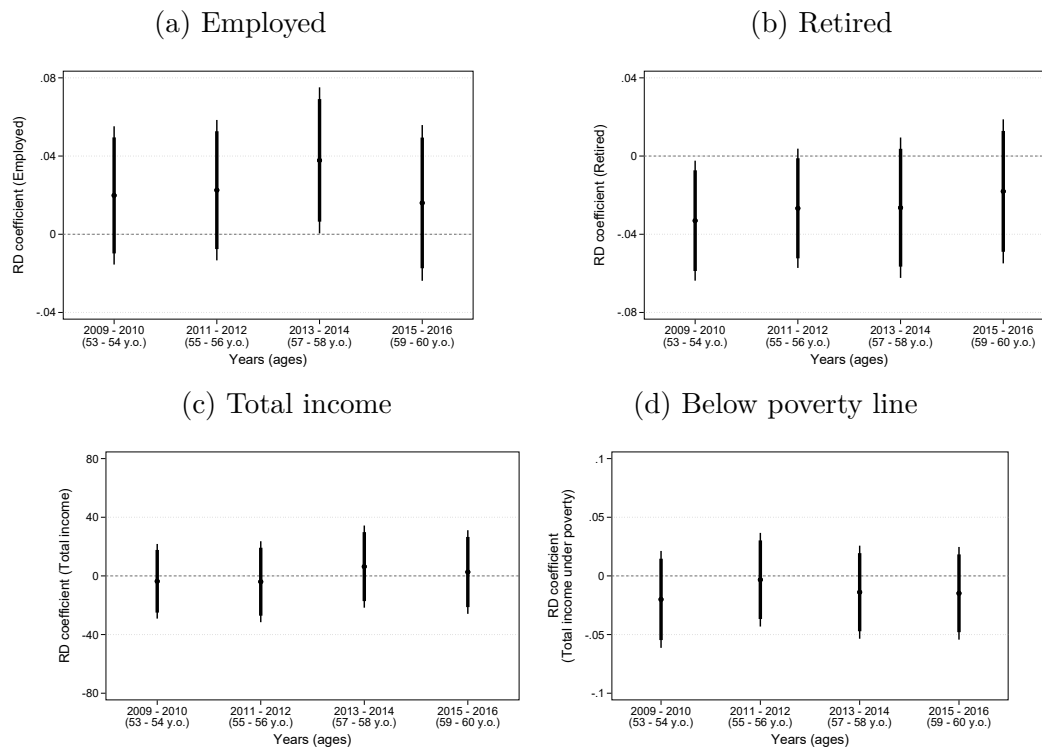 (a) Employed
.08
.04
0
-.04
RD coefficient (Employed)
2009 - 2010
(53 - 54 y.o.)
2011 - 2012
(55 - 56 y.o.)
2013 - 2014
(57 - 58 y.o.)
2015 - 2016
(59 - 60 y.o.)
Years (ages)
(b) Retired
.04
0
-.04
-.08
RD coefficient (Retired)
2009 - 2010
(53 - 54 y.o.)
2011 - 2012
(55 - 56 y.o.)
2013 - 2014
(57 - 58 y.o.)
2015 - 2016
(59 - 60 y.o.)
Years (ages)
(c) Total income
80
40
0
-40
-80
RD coefficient (Total income)
2009 - 2010
(53 - 54 y.o.)
2011 - 2012
(55 - 56 y.o.)
2013 - 2014
(57 - 58 y.o.)
2015 - 2016
(59 - 60 y.o.)
Years (ages)
(d) Below poverty line
.1
.05
0
-.05
-.1
RD coefficient
(Total income under poverty)
2009 - 2010
(53 - 54 y.o.)
2011 - 2012
(55 - 56 y.o.)
2013 - 2014
(57 - 58 y.o.)
2015 - 2016
(59 - 60 y.o.)
Years (ages)